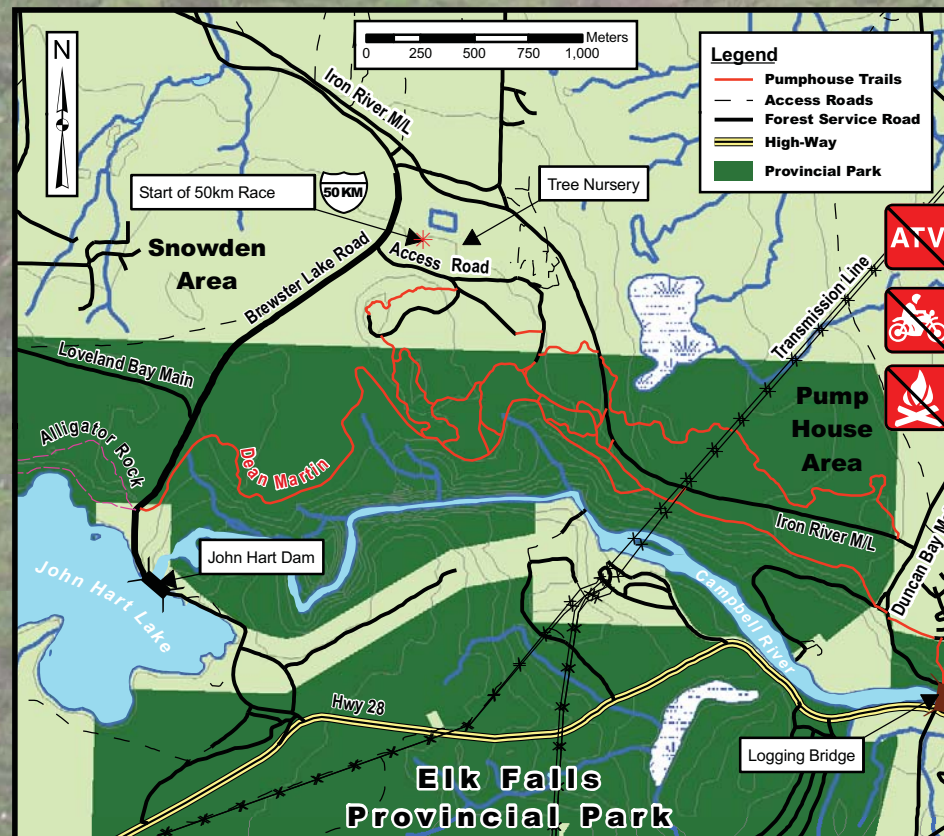 N
Meters
0 250 500 750 1,000
Legend
Pumphouse Trails
Access Roads
Forest Service Road
High-Way
Provincial Park
Iron River M/L
Start of 50km Race
50 KM
Tree Nursery
Snowden
Area
Brewster Lake Road
Access Road
ATV
Transmission Line
Loveland Bay Main
Pump
House
Area
Alligator Rock
Dean Martin
Iron River M/L
John Hart Dam
John Hart Lake
Campbell River
Hwy 28
Logging Bridge
Elk Falls
Provincial Park